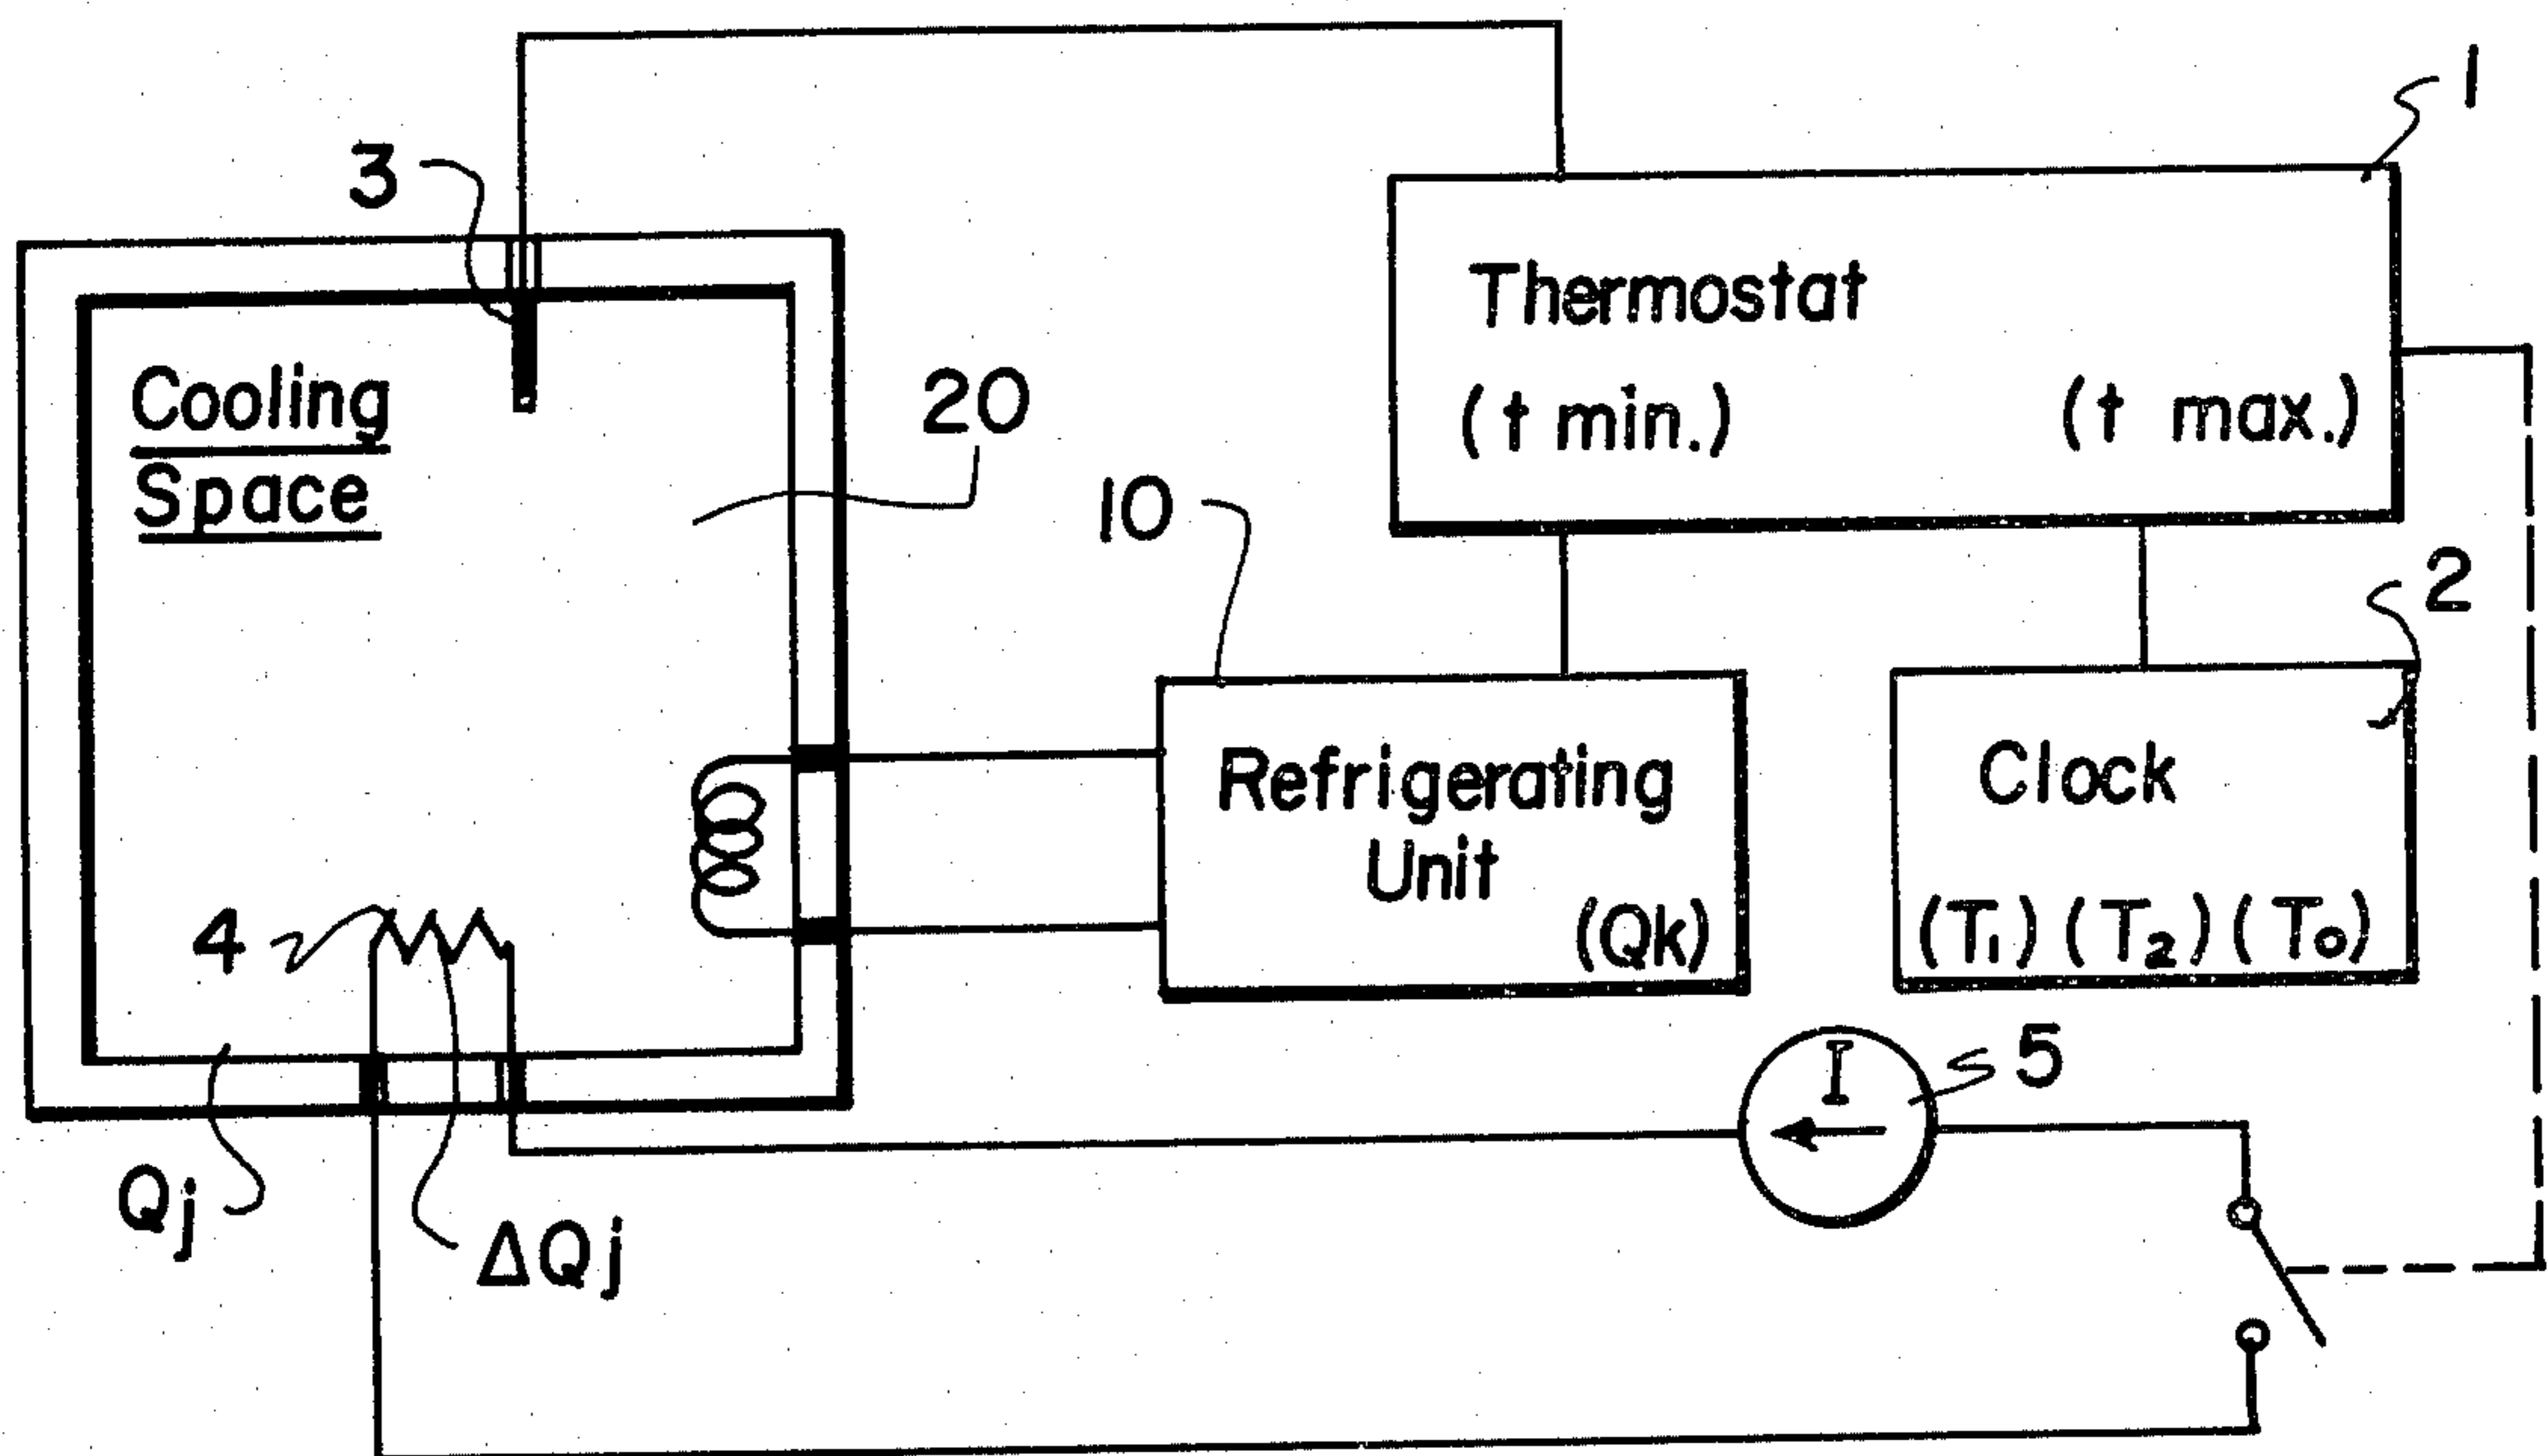 1
3
Thermostat
20
Cooling
Space
(t min.) (t max.)
10
2
Refrigerating
Unit
(Qk)
Clock
(T₁) (T₂) (T₀)
4
I
5
Qj
ΔQj